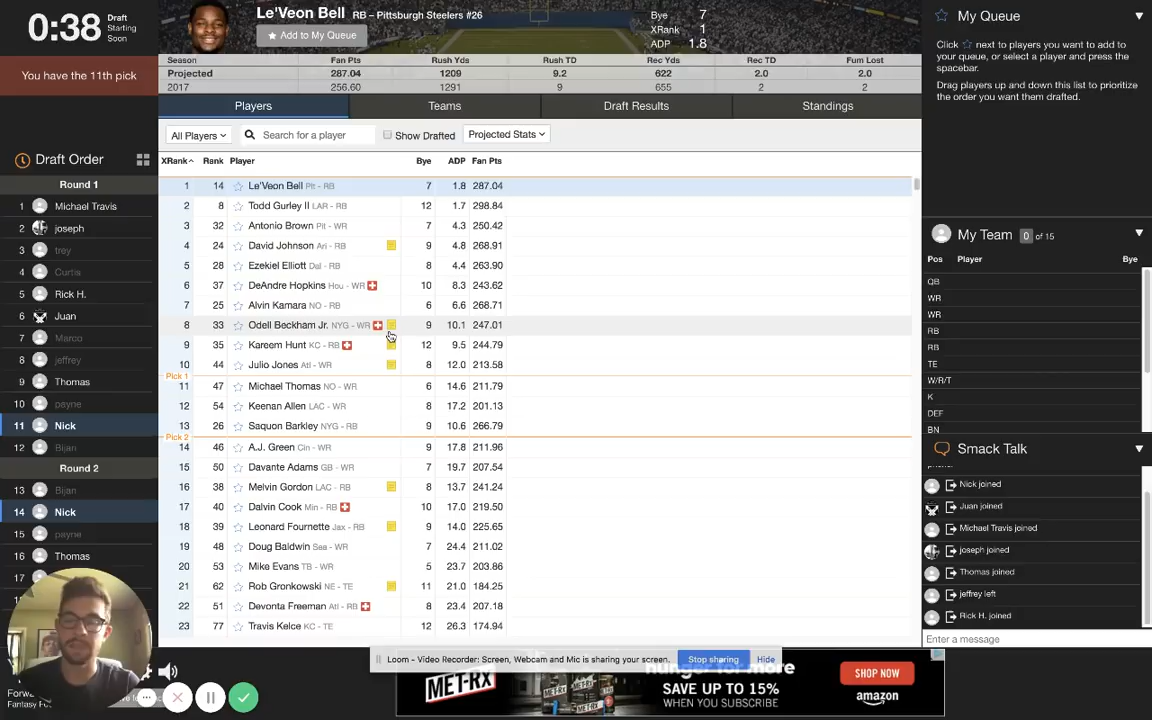 0:38
Draft
Starting
Soon
You have the 11th pick
Le'Veon Bell RB – Pittsburgh Steelers #26
★ Add to My Queue
Bye 7
XRank 1
ADP 1.8
Season Fan Pts Rush Yds Rush TD Rec Yds Rec TD Fum Lost
Projected 287.04 1209 9.2 622 2.0 2.0
2017 256.60 1291 9 655 2 2
Players Teams Draft Results Standings
All Players Search for a player Show Drafted Projected Stats
XRank Rank Player Bye ADP Fan Pts
1 14 Le'Veon Bell Pit - RB 7 1.8 287.04
2 8 Todd Gurley II LAR - RB 12 1.7 298.84
3 32 Antonio Brown Pit - WR 7 4.3 250.42
4 24 David Johnson Ari - RB 9 4.8 268.91
5 28 Ezekiel Elliott Dal - RB 8 4.4 263.90
6 37 DeAndre Hopkins Hou - WR 10 8.3 243.62
7 25 Alvin Kamara NO - RB 6 6.6 268.71
8 33 Odell Beckham Jr. NYG - WR 9 10.1 247.01
9 35 Kareem Hunt KC - RB 12 9.5 244.79
10 44 Julio Jones Atl - WR 8 12.0 213.58
Pick 1
11 47 Michael Thomas NO - WR 6 14.6 211.79
12 54 Keenan Allen LAC - WR 8 17.2 201.13
13 26 Saquon Barkley NYG - RB 9 10.6 266.79
Pick 2
14 46 A.J. Green Cin - WR 9 17.8 211.96
15 50 Davante Adams GB - WR 7 19.7 207.54
16 38 Melvin Gordon LAC - RB 8 13.7 241.24
17 40 Dalvin Cook Min - RB 10 17.0 219.50
18 39 Leonard Fournette Jax - RB 9 14.0 225.65
19 48 Doug Baldwin Sea - WR 7 24.4 211.02
20 53 Mike Evans TB - WR 5 23.7 203.86
21 62 Rob Gronkowski NE - TE 11 21.0 184.25
22 51 Devonta Freeman Atl - RB 8 23.4 207.18
23 77 Travis Kelce KC - TE 12 26.3 174.94
Draft Order
Round 1
1 Michael Travis
2 joseph
3 trey
4 Curtis
5 Rick H.
6 Juan
7 Marco
8 jeffrey
9 Thomas
10 payne
11 Nick
12 Bijan
Round 2
13 Bijan
14 Nick
15 payne
16 Thomas
17
My Queue
Click ☆ next to players you want to add to
your queue, or select a player and press the
spacebar.
Drag players up and down this list to prioritize
the order you want them drafted.
My Team 0 of 15
Pos Player Bye
QB
WR
WR
RB
RB
TE
W/R/T
K
DEF
BN
Smack Talk
Nick joined
Juan joined
Michael Travis joined
joseph joined
Thomas joined
jeffrey left
Rick H. joined
Enter a message
Loom - Video Recorder: Screen, Webcam and Mic is sharing your screen.
Stop sharing
Hide
MET-RX
hunger for more
SAVE UP TO 15%
WHEN YOU SUBSCRIBE
SHOP NOW
amazon